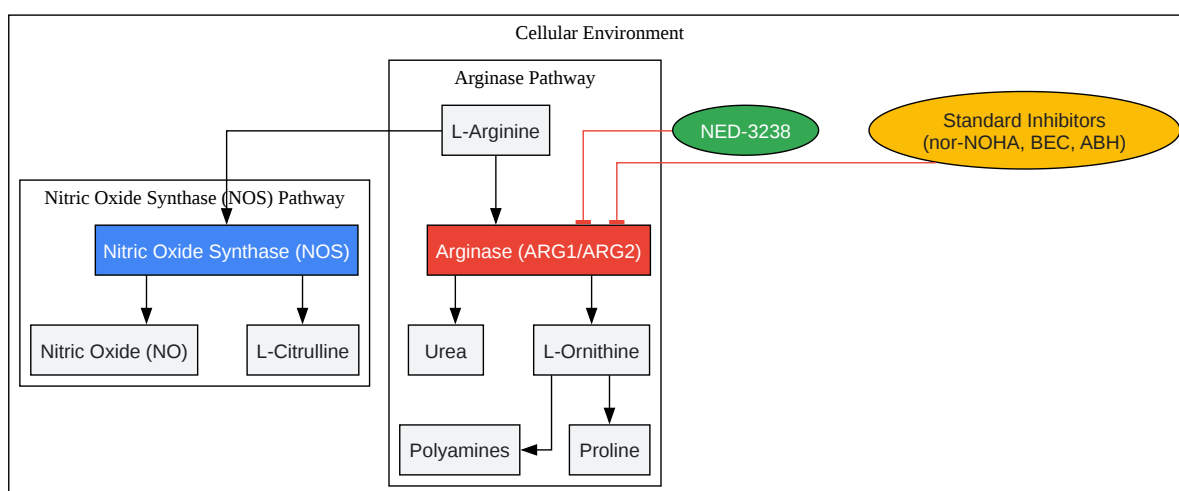 Cellular Environment
Arginase Pathway
L-Arginine
NED-3238
Standard Inhibitors
(nor-NOHA, BEC, ABH)
Nitric Oxide Synthase (NOS) Pathway
Nitric Oxide Synthase (NOS)
Arginase (ARG1/ARG2)
Nitric Oxide (NO)
L-Citrulline
Urea
L-Ornithine
Polyamines
Proline